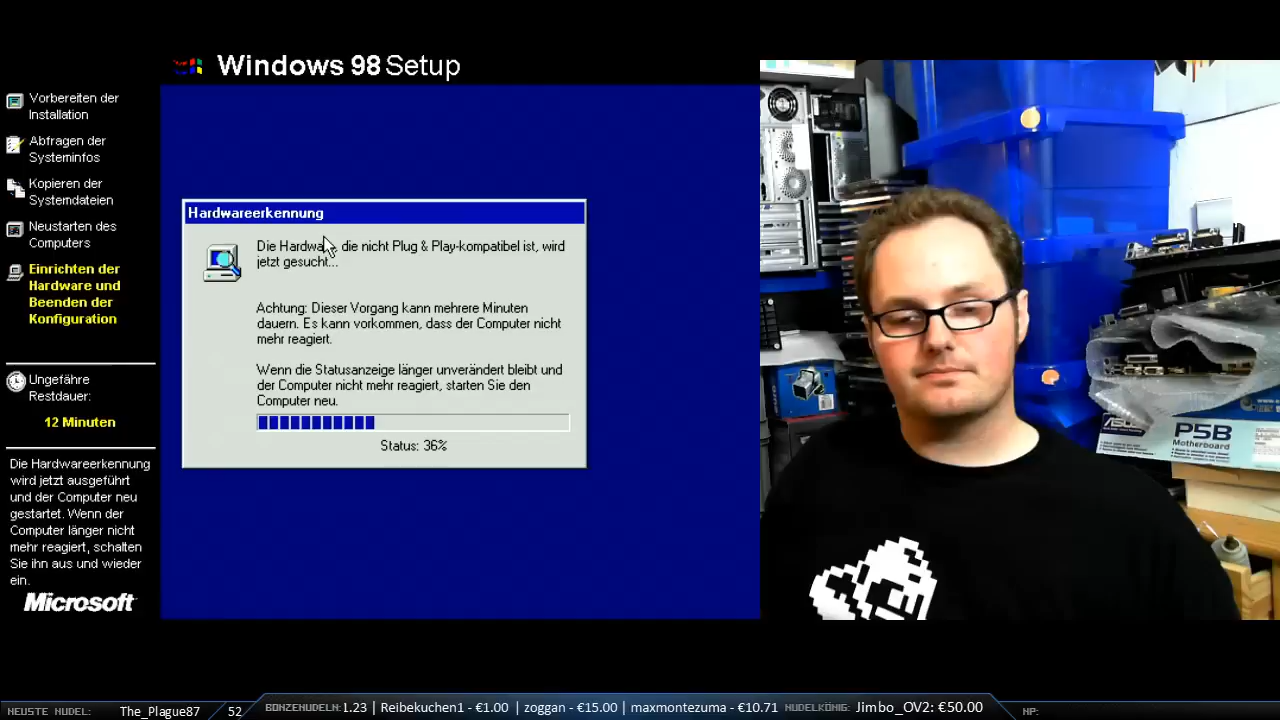 Windows 98 Setup
Vorbereiten der
Installation
Abfragen der
Systeminfos
Kopieren der
Systemdateien
Neustarten des
Computers
Einrichten der
Hardware und
Beenden der
Konfiguration
Ungefähre
Restdauer:
12 Minuten
Die Hardwareerkennung
wird jetzt ausgeführt
und der Computer neu
gestartet. Wenn der
Computer länger nicht
mehr reagiert, schalten
Sie ihn aus und wieder
ein.
Microsoft
Hardwareerkennung
Die Hardware, die nicht Plug & Play-kompatibel ist, wird
jetzt gesucht...
Achtung: Dieser Vorgang kann mehrere Minuten
dauern. Es kann vorkommen, dass der Computer nicht
mehr reagiert.
Wenn die Statusanzeige länger unverändert bleibt und
der Computer nicht mehr reagiert, starten Sie den
Computer neu.
Status: 36%
ASUS
P5B
Motherboard
NEUSTE NUDEL: The_Plague87 52 BONZENUDELN: 1.23 | Reibekuchen1 - €1.00 | zoggan - €15.00 | maxmontezuma - €10.71 NUDELKÖNIG: Jimbo_OV2: €50.00 HP: